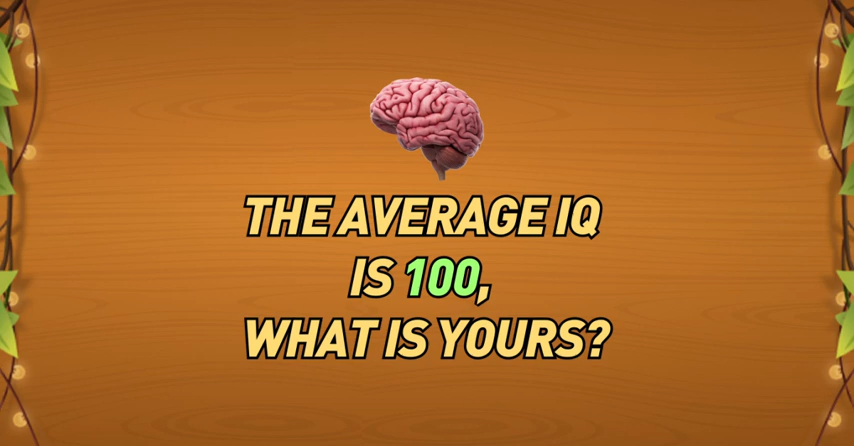 THE AVERAGE IQ
IS 100,
WHAT IS YOURS?